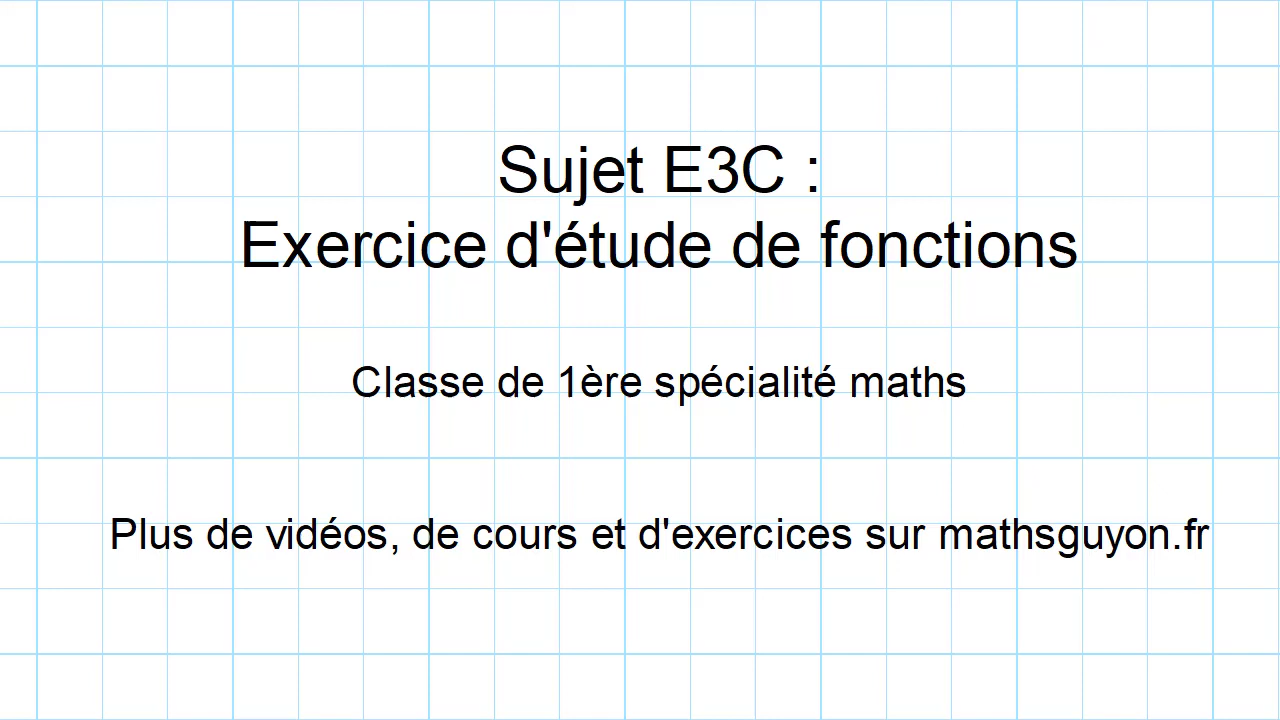 Sujet E3C :
Exercice d'étude de fonctions
Classe de 1ère spécialité maths
Plus de vidéos, de cours et d'exercices sur mathsguyon.fr